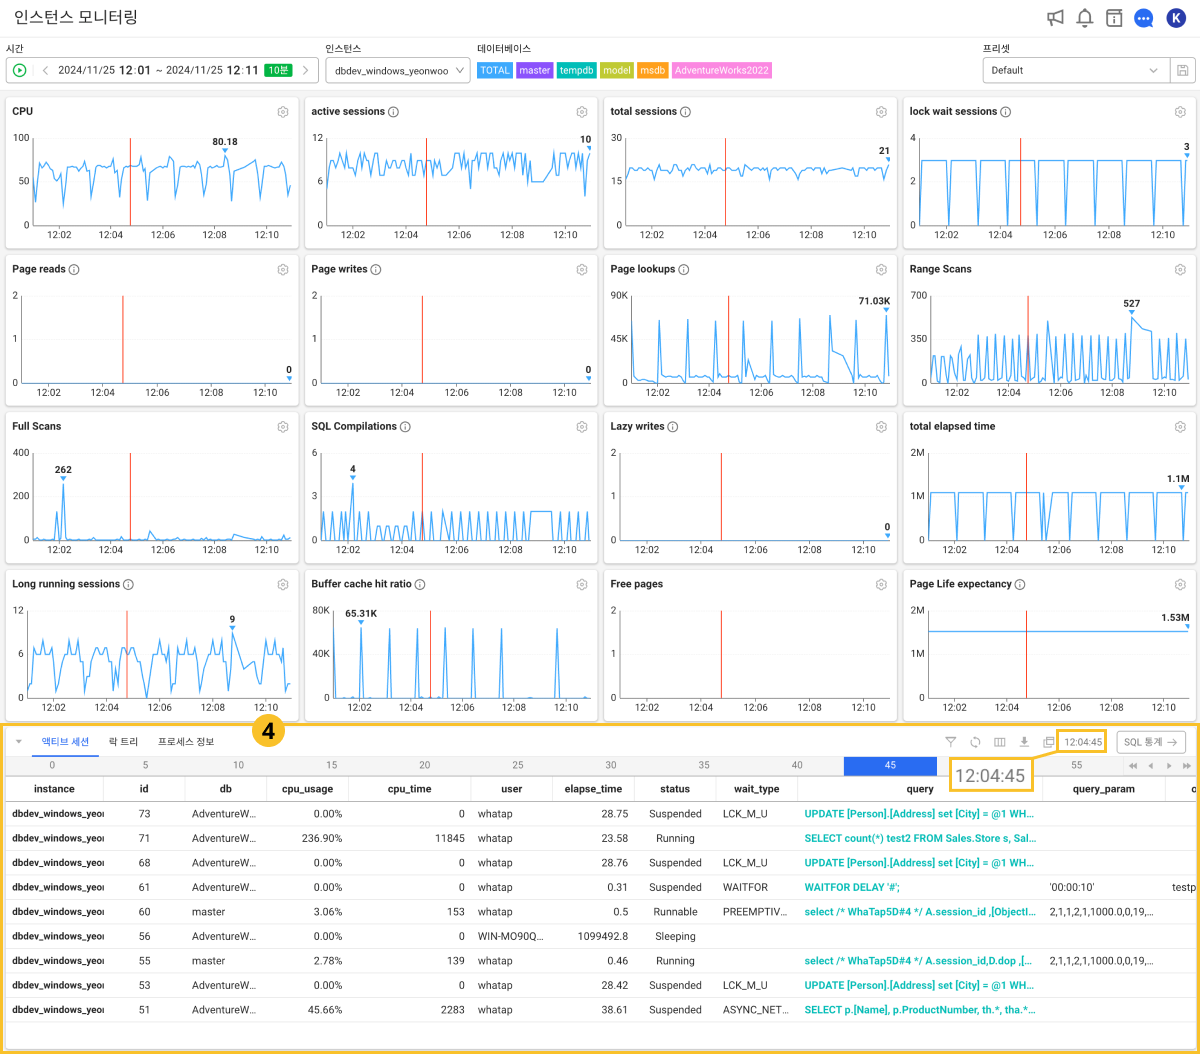 인스턴스 모니터링
K
시간
인스턴스
데이터베이스
프리셋
2024/11/25 12:01 ~ 2024/11/25 12:11 10분
dbdev_windows_yeonwoo
TOTAL master tempdb model msdb AdventureWorks2022
Default
CPU
100
50
0
80.18
12:02 12:04 12:06 12:08 12:10
active sessions
12
6
0
10
12:02 12:04 12:06 12:08 12:10
total sessions
30
15
0
21
12:02 12:04 12:06 12:08 12:10
lock wait sessions
4
2
0
3
12:02 12:04 12:06 12:08 12:10
Page reads
2
1
0
0
12:02 12:04 12:06 12:08 12:10
Page writes
2
1
0
0
12:02 12:04 12:06 12:08 12:10
Page lookups
90K
45K
0
71.03K
12:02 12:04 12:06 12:08 12:10
Range Scans
700
350
0
527
12:02 12:04 12:06 12:08 12:10
Full Scans
400
200
0
262
12:02 12:04 12:06 12:08 12:10
SQL Compilations
6
3
0
4
12:02 12:04 12:06 12:08 12:10
Lazy writes
2
1
0
0
12:02 12:04 12:06 12:08 12:10
total elapsed time
2M
1M
0
1.1M
12:02 12:04 12:06 12:08 12:10
Long running sessions
12
6
0
9
12:02 12:04 12:06 12:08 12:10
Buffer cache hit ratio
80K
40K
0
65.31K
12:02 12:04 12:06 12:08 12:10
Free pages
2
1
0
12:02 12:04 12:06 12:08 12:10
Page Life expectancy
2M
1M
0
1.53M
12:02 12:04 12:06 12:08 12:10
4
액티브 세션 락 트리 프로세스 정보
12:04:45
SQL 통계
0 5 10 15 20 25 30 35 40 45 55
12:04:45
instance id db cpu_usage cpu_time user elapse_time status wait_type query query_param o
dbdev_windows_yeo 73 AdventureW... 0.00% 0 whatap 28.75 Suspended LCK_M_U UPDATE [Person].[Address] set [City] = @1 WH...
dbdev_windows_yeo 71 AdventureW... 236.90% 11845 whatap 23.58 Running SELECT count(*) test2 FROM Sales.Store s, Sal...
dbdev_windows_yeo 68 AdventureW... 0.00% 0 whatap 28.76 Suspended LCK_M_U UPDATE [Person].[Address] set [City] = @1 WH...
dbdev_windows_yeo 61 AdventureW... 0.00% 0 whatap 0.31 Suspended WAITFOR WAITFOR DELAY '#'; '00:00:10' testp
dbdev_windows_yeo 60 master 3.06% 153 whatap 0.5 Runnable PREEMPTIV... select /* WhaTap5D#4 */ A.session_id ,[ObjectI... 2,1,1,2,1,1000.0,0,19,...
dbdev_windows_yeo 56 AdventureW... 0.00% 0 WIN-MO90Q... 1099492.8 Sleeping
dbdev_windows_yeo 55 master 2.78% 139 whatap 0.46 Running select /* WhaTap5D#4 */ A.session_id,D.dop ,[... 2,1,1,2,1,1000.0,0,19,...
dbdev_windows_yeo 53 AdventureW... 0.00% 0 whatap 28.42 Suspended LCK_M_U UPDATE [Person].[Address] set [City] = @1 WH...
dbdev_windows_yeo 51 AdventureW... 45.66% 2283 whatap 38.61 Suspended ASYNC_NET... SELECT p.[Name], p.ProductNumber, th.*, tha.*...